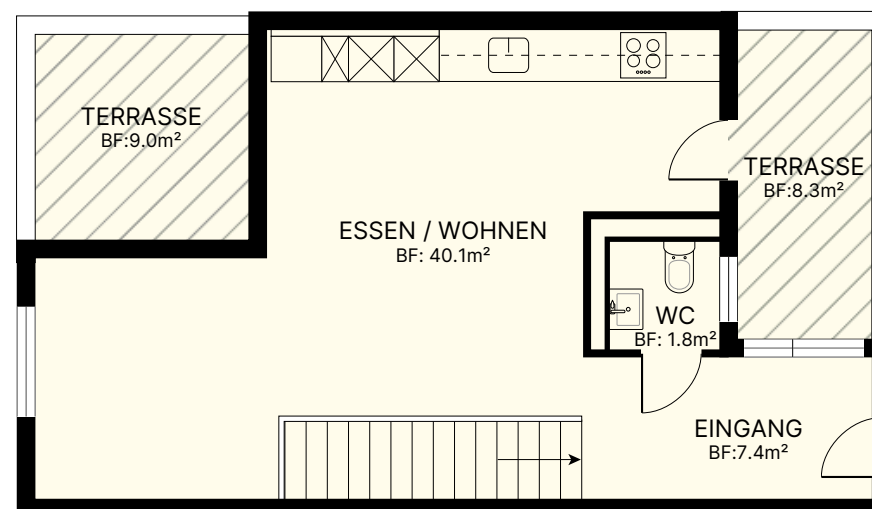 TERRASSE
BF:9.0m²
TERRASSE
BF:8.3m²
ESSEN / WOHNEN
BF: 40.1m²
WC
BF: 1.8m²
EINGANG
BF:7.4m²